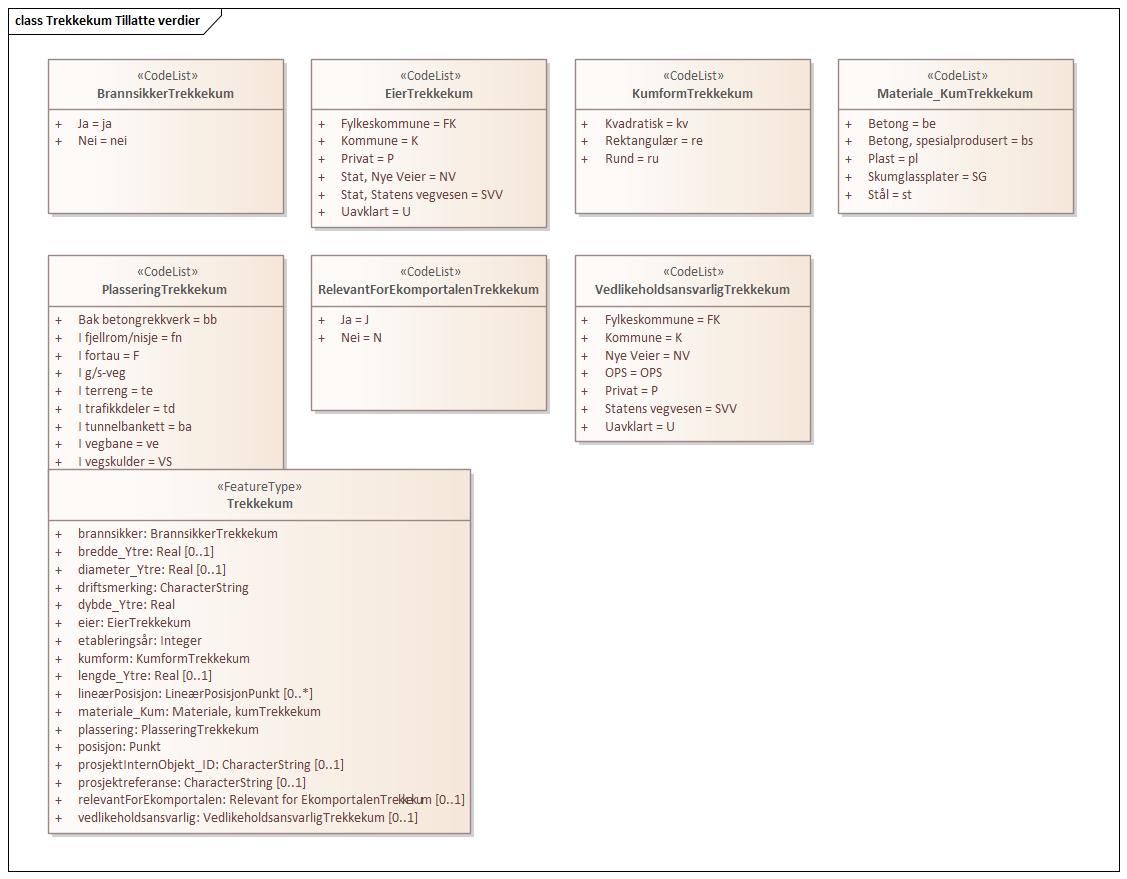 class Trekkekum Tillatte verdier
«CodeList»
BrannsikkerTrekkekum
+ Ja = ja
+ Nei = nei
«CodeList»
EierTrekkekum
+ Fylkeskommune = FK
+ Kommune = K
+ Privat = P
+ Stat, Nye Veier = NV
+ Stat, Statens vegvesen = SVV
+ Uavklart = U
«CodeList»
KumformTrekkekum
+ Kvadratisk = kv
+ Rektangulær = re
+ Rund = ru
«CodeList»
Materiale_KumTrekkekum
+ Betong = be
+ Betong, spesialprodusert = bs
+ Plast = pl
+ Skumglassplater = SG
+ Stål = st
«CodeList»
PlasseringTrekkekum
+ Bak betongrekkverk = bb
+ I fjellrom/nisje = fn
+ I fortau = F
+ I g/s-veg
+ I terreng = te
+ I trafikkdeler = td
+ I tunnelbankett = ba
+ I vegbane = ve
+ I vegskulder = VS
«CodeList»
RelevantForEkomportalenTrekkekum
+ Ja = J
+ Nei = N
«CodeList»
VedlikeholdsansvarligTrekkekum
+ Fylkeskommune = FK
+ Kommune = K
+ Nye Veier = NV
+ OPS = OPS
+ Privat = P
+ Statens vegvesen = SVV
+ Uavklart = U
«FeatureType»
Trekkekum
+ brannsikker: BrannsikkerTrekkekum
+ bredde_Ytre: Real [0..1]
+ diameter_Ytre: Real [0..1]
+ driftsmerking: CharacterString
+ dybde_Ytre: Real
+ eier: EierTrekkekum
+ etableringsår: Integer
+ kumform: KumformTrekkekum
+ lengde_Ytre: Real [0..1]
+ lineærPosisjon: LineærPosisjonPunkt [0..*]
+ materiale_Kum: Materiale, kumTrekkekum
+ plassering: PlasseringTrekkekum
+ posisjon: Punkt
+ prosjektInternObjekt_ID: CharacterString [0..1]
+ prosjektreferanse: CharacterString [0..1]
+ relevantForEkomportalen: Relevant for EkomportalenTrekkekum [0..1]
+ vedlikeholdsansvarlig: VedlikeholdsansvarligTrekkekum [0..1]